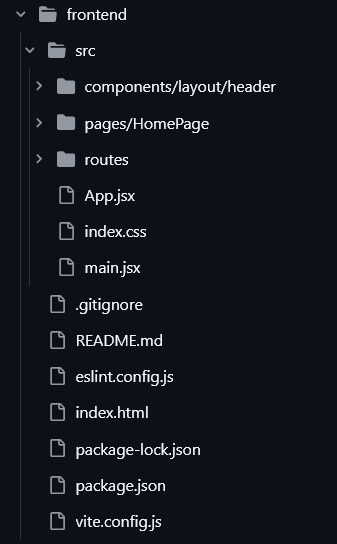 frontend
src
components/layout/header
pages/HomePage
routes
App.jsx
index.css
main.jsx
.gitignore
README.md
eslint.config.js
index.html
package-lock.json
package.json
vite.config.js